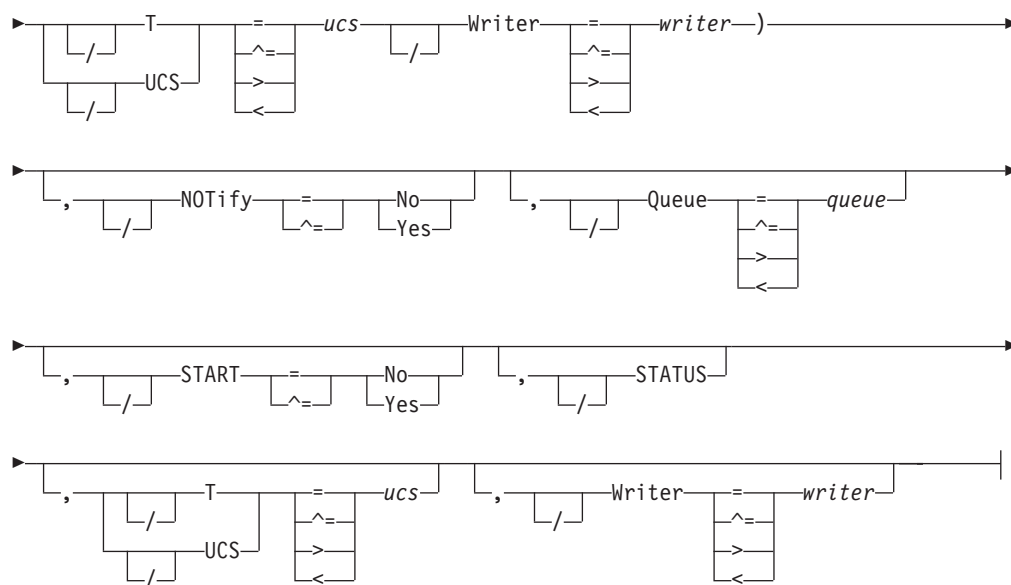 T = ucs Writer = writer )
/ ^= / ^=
UCS > >
/ < <
, NOTify = No , Queue = queue
/ ^= Yes / ^=
>
<
, START = No , STATUS
/ ^= Yes /
, T = ucs , Writer = writer
/ ^= / ^=
UCS > >
/ < <